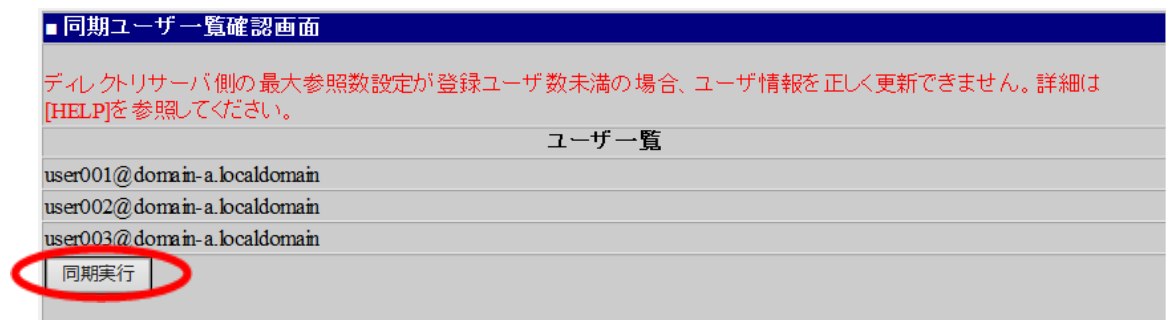 ■同期ユーザ一覧確認画面
ディレクトリサーバ側の最大参照数設定が登録ユーザ数未満の場合、ユーザ情報を正しく更新できません。詳細は
[HELP]を参照してください。
ユーザ一覧
user001@domain-a.localdomain
user002@domain-a.localdomain
user003@domain-a.localdomain
同期実行